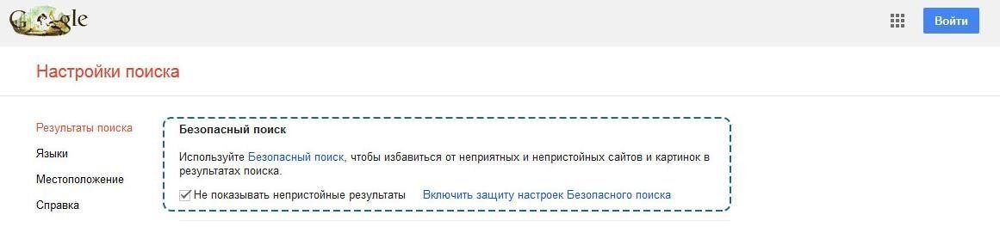 Google
Войти
Настройки поиска
Результаты поиска
Языки
Местоположение
Справка
Безопасный поиск
Используйте Безопасный поиск, чтобы избавиться от неприятных и непристойных сайтов и картинок в
результатах поиска.
Не показывать непристойные результаты Включить защиту настроек Безопасного поиска